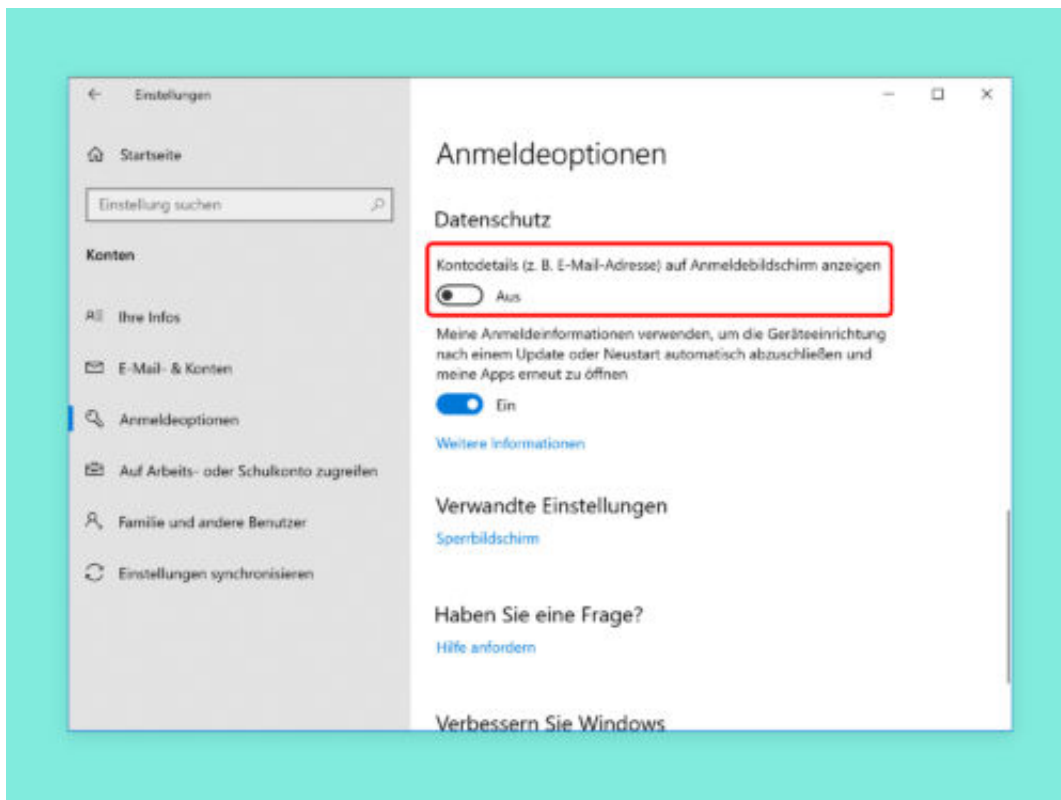 Einstellungen
Startseite
Einstellung suchen
Konten
Ihre Infos
E-Mail- & Konten
Anmeldeoptionen
Auf Arbeits- oder Schulkonto zugreifen
Familie und andere Benutzer
Einstellungen synchronisieren
Anmeldeoptionen
Datenschutz
Kontodetails (z. B. E-Mail-Adresse) auf Anmeldebildschirm anzeigen
Aus
Meine Anmeldeinformationen verwenden, um die Geräteeinrichtung
nach einem Update oder Neustart automatisch abzuschließen und
meine Apps erneut zu öffnen
Ein
Weitere Informationen
Verwandte Einstellungen
Sperrbildschirm
Haben Sie eine Frage?
Hilfe anfordern
Verbessern Sie Windows